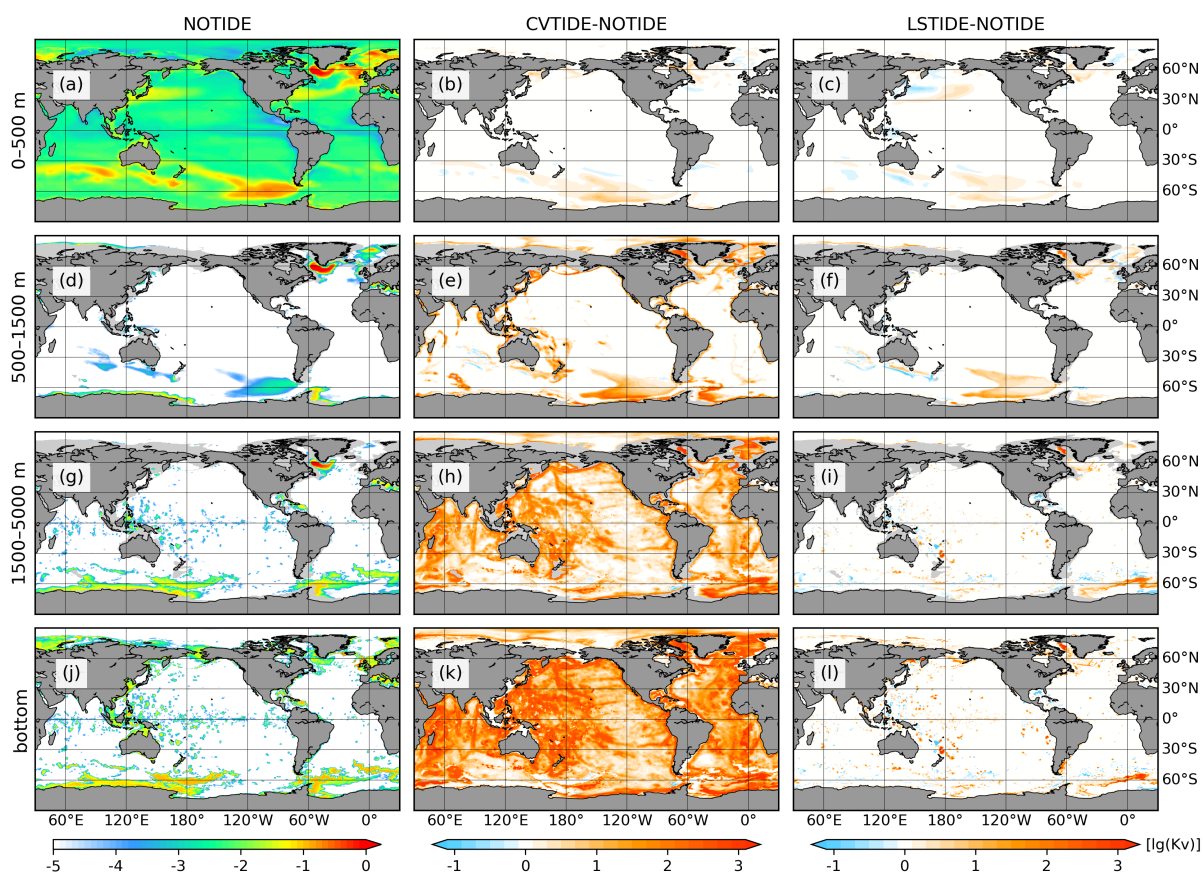 NOTIDE CVTIDE-NOTIDE LSTIDE-NOTIDE
0–500 m (a) (b) (c) 60°N
30°N
0°
30°S
60°S
500–1500 m (d) (e) (f) 60°N
30°N
0°
30°S
60°S
1500–5000 m (g) (h) (i) 60°N
30°N
0°
30°S
60°S
bottom (j) (k) (l) 60°N
30°N
0°
30°S
60°S
60°E 120°E 180°E 120°W 60°W 0° 60°E 120°E 180°E 120°W 60°W 0° 60°E 120°E 180°E 120°W 60°W 0°
[lg(Kv)]
-5 -4 -3 -2 -1 0 -1 0 1 2 3 -1 0 1 2 3